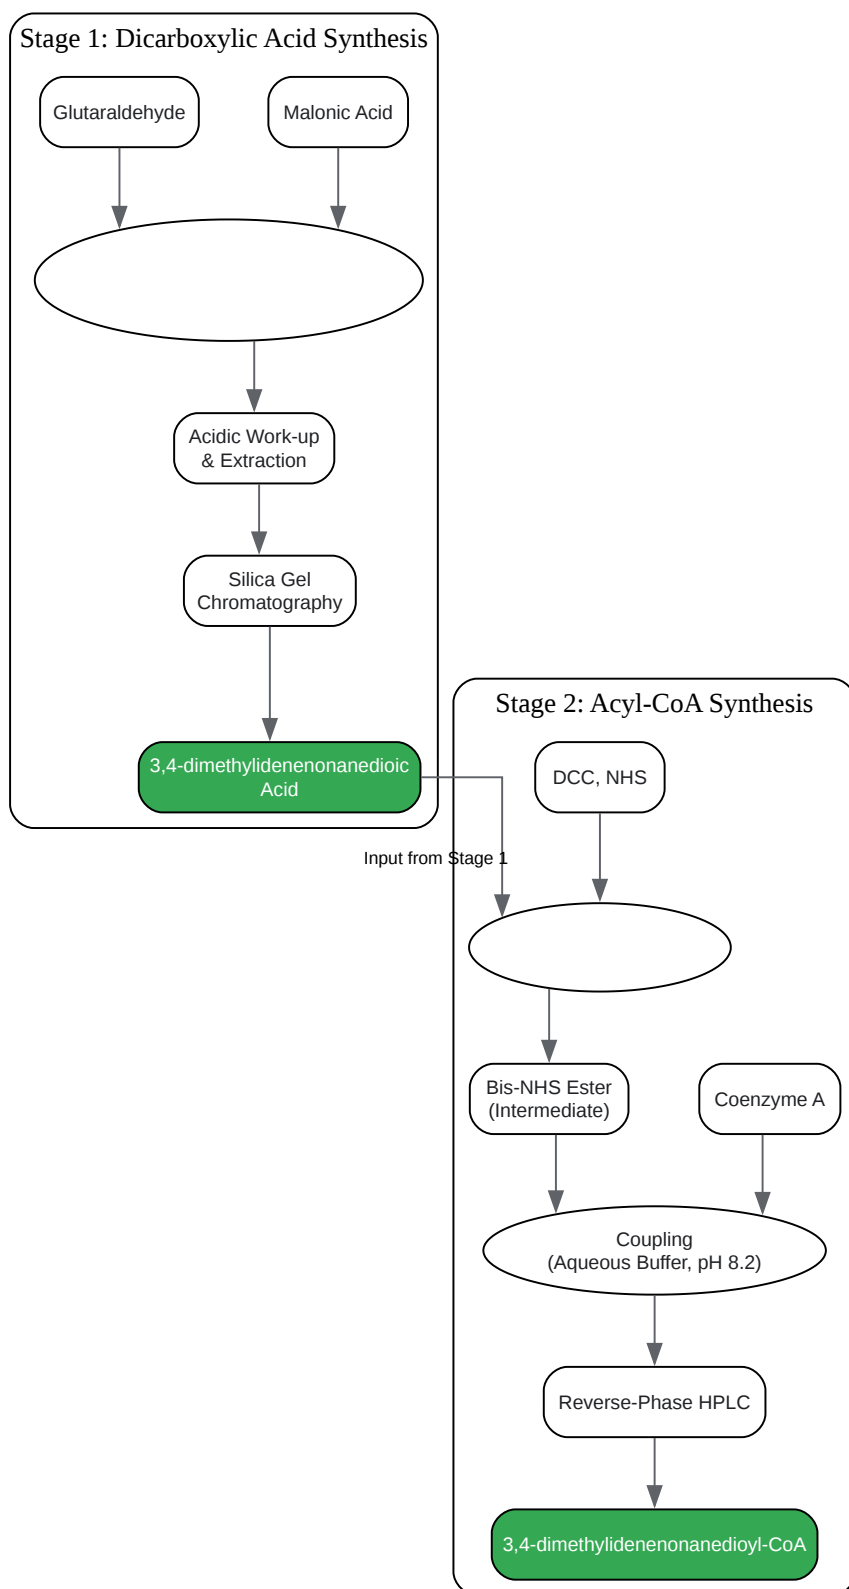 Stage 1: Dicarboxylic Acid Synthesis
Glutaraldehyde
Malonic Acid
Acidic Work-up
& Extraction
Silica Gel
Chromatography
3,4-dimethylidenenonanedioic
Acid
Input from Stage 1
Stage 2: Acyl-CoA Synthesis
DCC, NHS
Bis-NHS Ester
(Intermediate)
Coenzyme A
Coupling
(Aqueous Buffer, pH 8.2)
Reverse-Phase HPLC
3,4-dimethylidenenonanedioyl-CoA